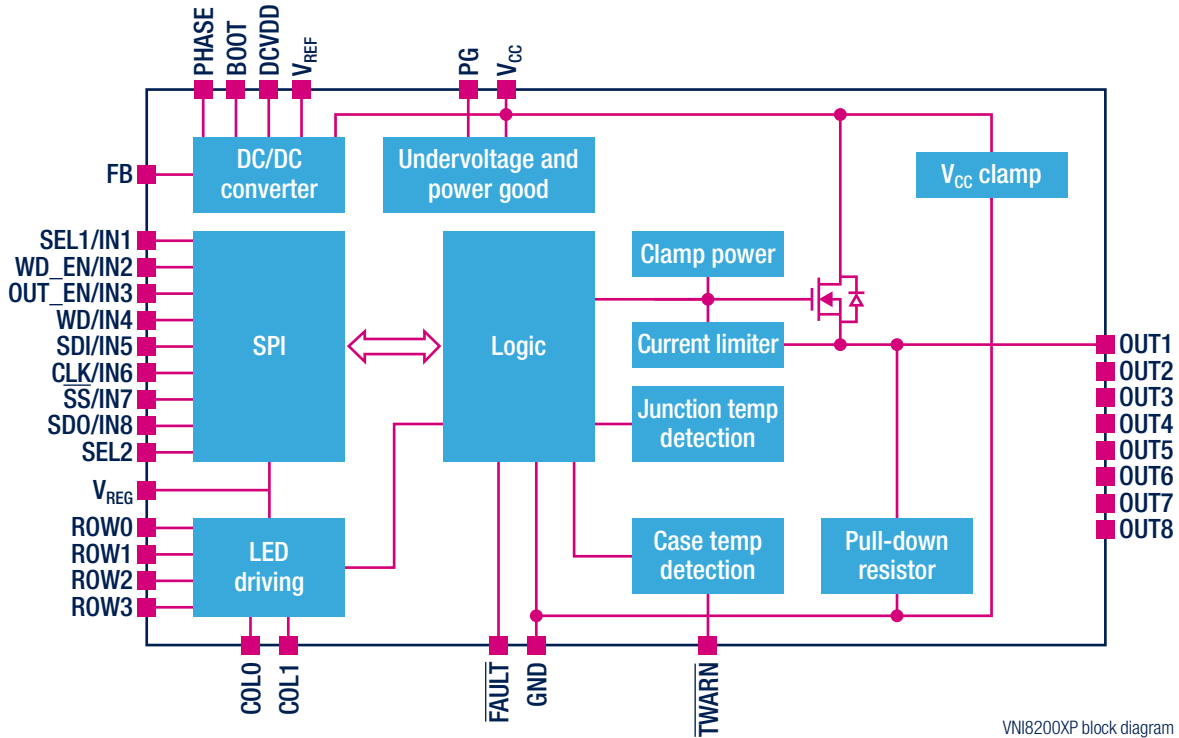 PHASE
BOOT
DCVDD
VREF
PG
VCC
FB
DC/DC
converter
Undervoltage and
power good
VCC clamp
SEL1/IN1
WD_EN/IN2
OUT_EN/IN3
WD/IN4
SDI/IN5
CLK/IN6
SS/IN7
SDO/IN8
SEL2
SPI
Logic
Clamp power
Current limiter
Junction temp
detection
OUT1
OUT2
OUT3
OUT4
OUT5
OUT6
OUT7
OUT8
VREG
ROW0
ROW1
ROW2
ROW3
LED
driving
Case temp
detection
Pull-down
resistor
COL0
COL1
FAULT
GND
TWARN
VNI8200XP block diagram